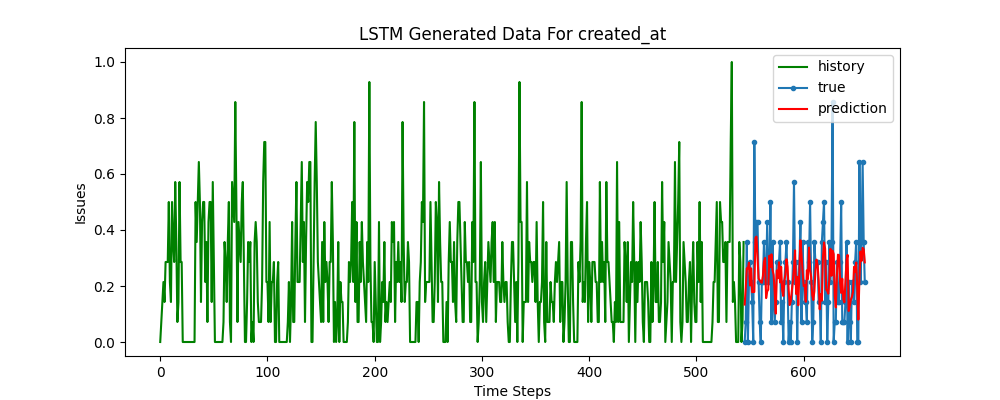 LSTM Generated Data For created_at
1.0
0.8
0.6
0.4
0.2
0.0
Issues
0 100 200 300 400 500 600
Time Steps
history
true
prediction